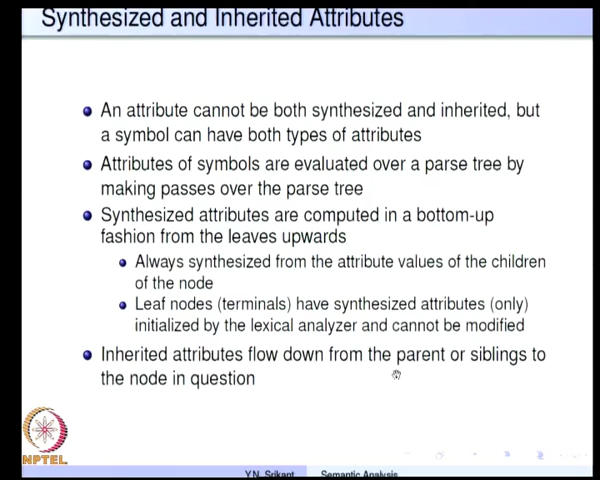 Synthesized and Inherited Attributes
An attribute cannot be both synthesized and inherited, but
a symbol can have both types of attributes
Attributes of symbols are evaluated over a parse tree by
making passes over the parse tree
Synthesized attributes are computed in a bottom-up
fashion from the leaves upwards
Always synthesized from the attribute values of the children
of the node
Leaf nodes (terminals) have synthesized attributes (only)
initialized by the lexical analyzer and cannot be modified
Inherited attributes flow down from the parent or siblings to
the node in question
NPTEL
Y.N. Srikant Semantic Analysis